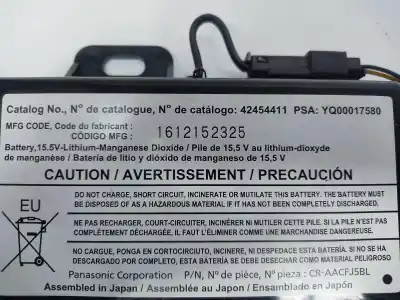 Catalog No., N° de catalogue, N° de catálogo: 42454411 PSA: YQ00017580
MFG CODE, Code du fabricant :
CÓDIGO MFG : 1612152325
Battery,15.5V-Lithium-Manganese Dioxide / Pile de 15,5 V au lithium-dioxyde
de manganèse / Batería de litio y dióxido de manganeso de 15,5 V
CAUTION / AVERTISSEMENT / PRECAUCIÓN
DO NOT CHARGE, SHORT CIRCUIT, INCINERATE OR MUTILATE THIS BATTERY. THE BATTERY MUST
BE DISPOSED OF AS A HAZARDOUS MATERIAL IF IT HAS NOT BEEN COMPLETELY DISCHARGED.
EU
NE PAS RECHARGER, COURT-CIRCUITER, INCINÉRER NI MUTILER CETTE PILE. SI CETTE PILE N'EST PAS
COMPLÈTEMENT DÉCHARGÉE, IL FAUT L'ÉLIMINER COMME UNE MATIÈRE DANGEREUSE.
NO CARGUE, PONGA EN CORTOCIRCUITO, INCINERE, NI DESPEDACE ESTA BATERÍA. SI NO SE HA
DESCARGADO POR COMPLETO, ESTA BATERÍA SE DEBE DESECHAR COMO MATERIAL PELIGROSO.
Panasonic Corporation P/N, N° de pièce, N° pieza : CR-AACFJ5BL
Assembled in Japan / Assemblé au Japon / Ensamblado en Japón